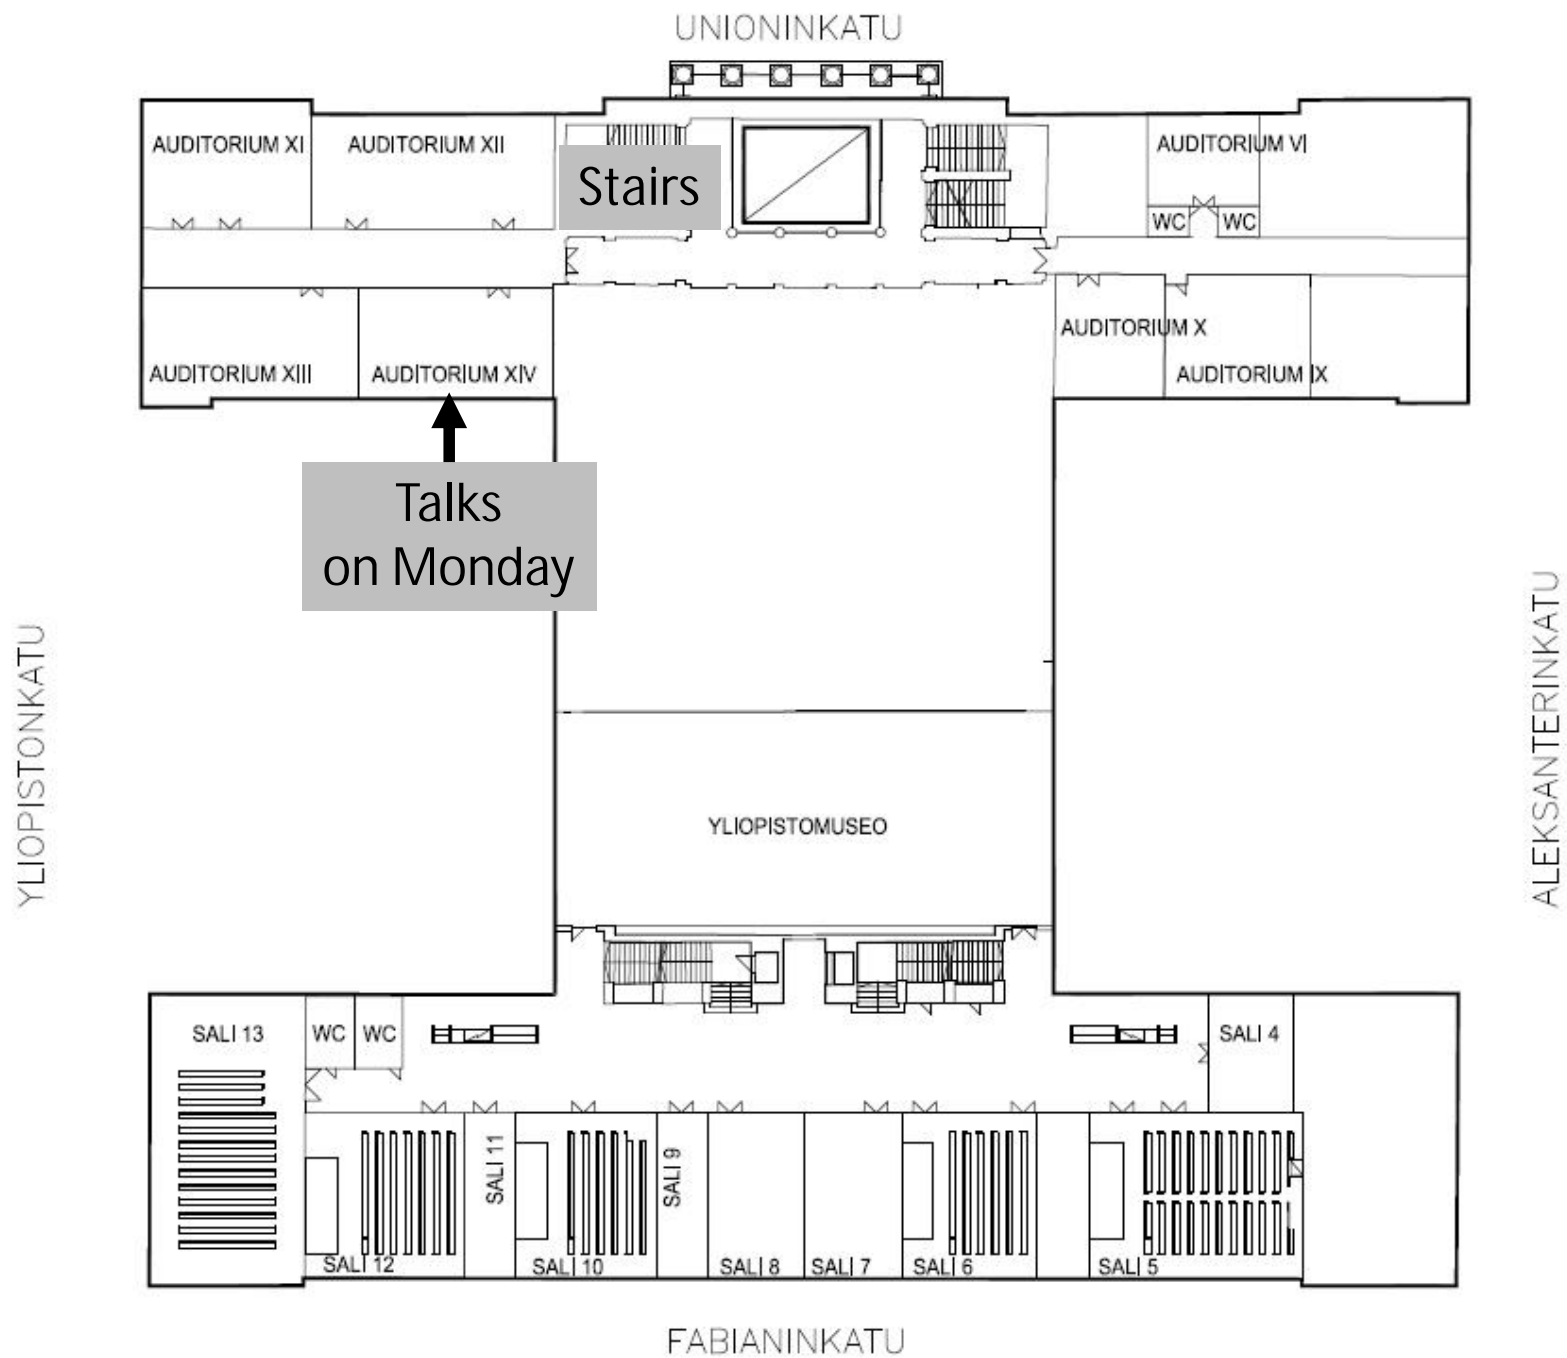 UNIONINKATU
AUDITORIUM XI
AUDITORIUM XII
Stairs
AUDITORIUM VI
WC
WC
AUDITORIUM XIII
AUDITORIUM XIV
AUDITORIUM X
AUDITORIUM IX
Talks
on Monday
YLIOPISTONKATU
ALEKSANTERINKATU
YLIOPISTOMUSEO
SALI 13
WC
WC
SALI 4
SALI 12
SALI 11
SALI 10
SALI 9
SALI 8
SALI 7
SALI 6
SALI 5
FABIANINKATU